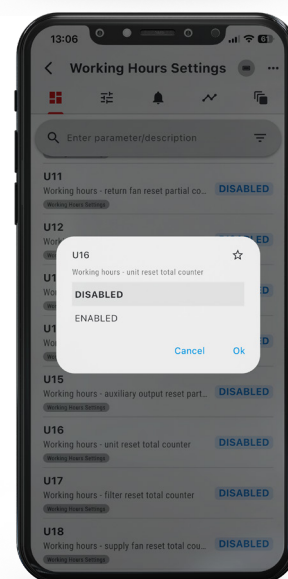 13:06
Working Hours Settings
Enter parameter/description
U11
Working hours - return fan reset partial co...
DISABLED
Working Hours Settings
U12
U16
Working hours - unit reset total counter
DISABLED
ENABLED
Cancel
Ok
U15
Working hours - auxiliary output reset part...
DISABLED
Working Hours Settings
U16
Working hours - unit reset total counter
DISABLED
Working Hours Settings
U17
Working hours - filter reset total counter
DISABLED
Working Hours Settings
U18
Working hours - supply fan reset total cou...
DISABLED
Working Hours Settings